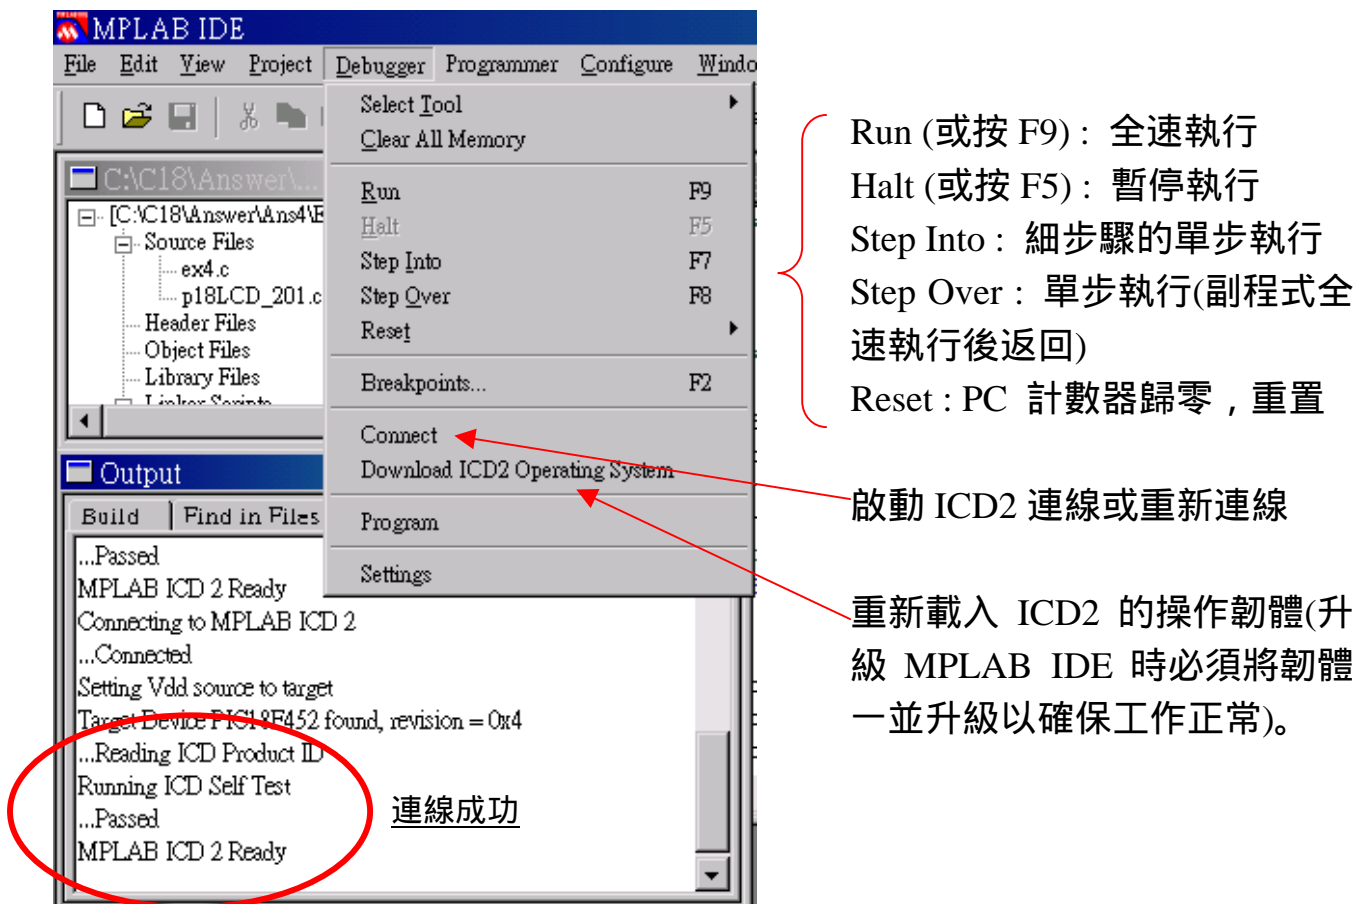 MPLAB IDE
File Edit View Project Debugger Programmer Configure
Select Tool
Clear All Memory
Run F9
Halt F5
Step Into F7
Step Over F8
Reset
Breakpoints... F2
Connect
Download ICD2 Operating System
Program
Settings
C:\C18\Answer\...
[C:\C18\Answer\Ans4\E
Source Files
ex4.c
p18LCD_201.c
Header Files
Object Files
Library Files
Linker Scripts
Output
Build Find in Files
...Passed
MPLAB ICD 2 Ready
Connecting to MPLAB ICD 2
...Connected
Setting Vdd source to target
Target Device PIC18F452 found, revision = 0x4
...Reading ICD Product ID
Running ICD Self Test
...Passed
MPLAB ICD 2 Ready
連線成功
Run (或按 F9) : 全速執行
Halt (或按 F5) : 暫停執行
Step Into : 細步驟的單步執行
Step Over : 單步執行(副程式全
速執行後返回)
Reset : PC 計數器歸零，重置
啟動 ICD2 連線或重新連線
重新載入 ICD2 的操作韌體(升
級 MPLAB IDE 時必須將韌體
一並升級以確保工作正常)。